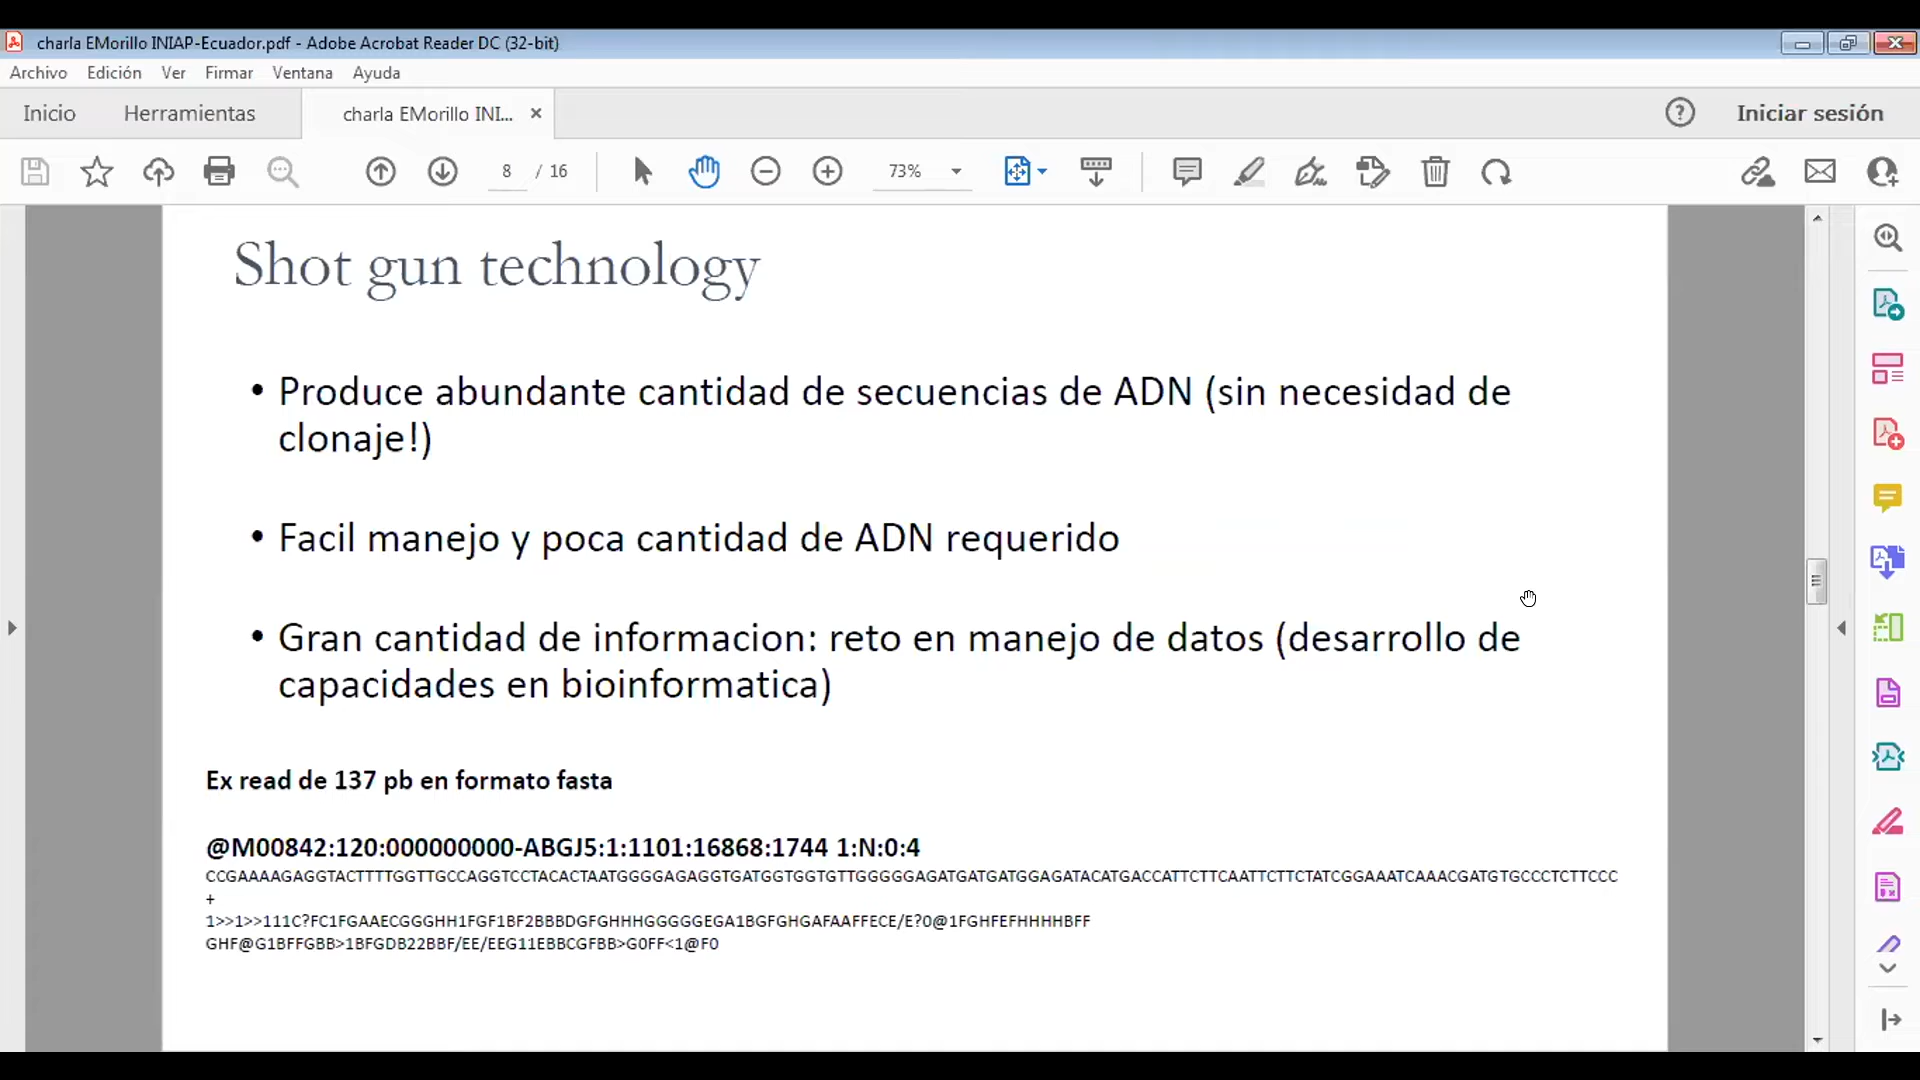 charla EMorillo INIAP-Ecuador.pdf - Adobe Acrobat Reader DC (32-bit)
Archivo Edición Ver Firmar Ventana Ayuda
Inicio Herramientas charla EMorillo INI... Iniciar sesión
8 / 16 73%
Shot gun technology
• Produce abundante cantidad de secuencias de ADN (sin necesidad de
clonaje!)
• Facil manejo y poca cantidad de ADN requerido
• Gran cantidad de informacion: reto en manejo de datos (desarrollo de
capacidades en bioinformatica)
Ex read de 137 pb en formato fasta
@M00842:120:000000000-ABGJ5:1:1101:16868:1744 1:N:0:4
CCGAAAAGAGGTACTTTTGGTTGCCAGGTCCTACACTAATGGGGAGAGGTGATGGTGGTGTTGGGGGAGATGATGATGGAGATACATGACCATTCTTCAATTCTTCTATCGGAAATCAAACGATGTGCCCTCTTCCC
+
1>>1>>111C?FC1FGAAECGGGHH1FGF1BF2BBBDGFGHHHGGGGGEGA1BGFGHGAFAAFFECE/E?0@1FGHFEFHHHHBFF
GHF@G1BFFGBB>1BFGDB22BBF/EE/EEG11EBBCGFBB>G0FF<1@F0